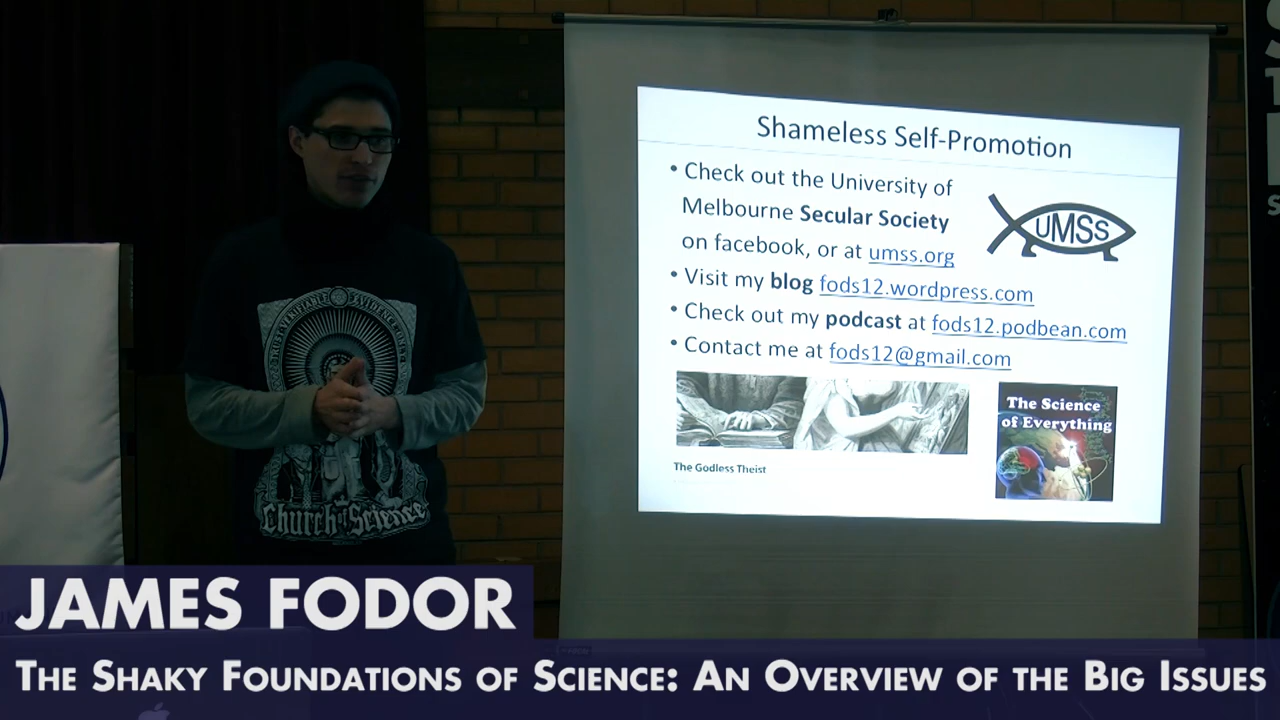 Shameless Self-Promotion
• Check out the University of
Melbourne Secular Society
on facebook, or at umss.org
• Visit my blog fods12.wordpress.com
• Check out my podcast at fods12.podbean.com
• Contact me at fods12@gmail.com
UMSS
The Godless Theist
The Science
of Everything
Church of Science
JAMES FODOR
THE SHAKY FOUNDATIONS OF SCIENCE: AN OVERVIEW OF THE BIG ISSUES